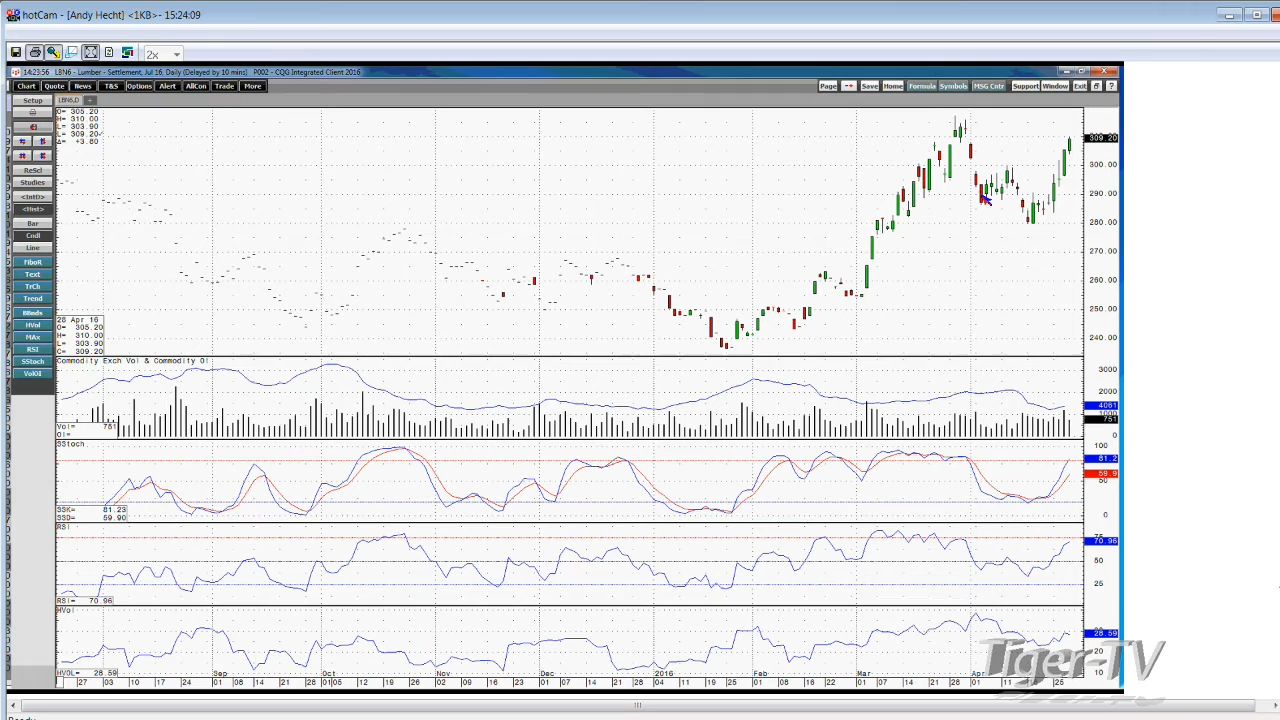 hotCam - [Andy Hecht] <1KB>- 15:24:09
2x
14:23:56 LBN6 - Lumber - Settlement, Jul 16, Daily (Delayed by 10 mins) P002 - CQG Integrated Client 2016
Chart Quote News T&S Options Alert AllCon Trade More Page Save Home Formula Symbols MSG Cntr Support Window Exit ?
Setup
ReScl
Studies
<IntD>
<Hist>
Bar
Cndl
Line
FiboR
Text
TrCh
Trend
BBnds
HVol
MAx
RSI
SStoch
VolOI
LBN6,D
O= 305.20
H= 310.00
L= 303.90
L= 309.20
Δ= +3.80
309.20
300.00
290.00
280.00
270.00
260.00
250.00
240.00
28 Apr 16
O= 305.20
H= 310.00
L= 303.90
C= 309.20
Commodity Exch Vol & Commodity OI
3000
2000
4061
1000
751
0
Vol= 751
OI=
SStoch
100
81.2
59.9
50
0
SSK= 81.23
SSD= 59.90
RSI
75
70.96
50
25
RSI= 70.96
HVol
28.59
20
10
HVOL= 28.59
Sep Oct Nov Dec 2016 Feb Mar Apr
27 03 10 17 24 01 08 14 21 28 01 05 12 19 26 02 09 16 23 01 07 14 21 28 04 11 19 25 01 08 16 22 01 07 14 21 28 01 11 18 25
Tiger-TV